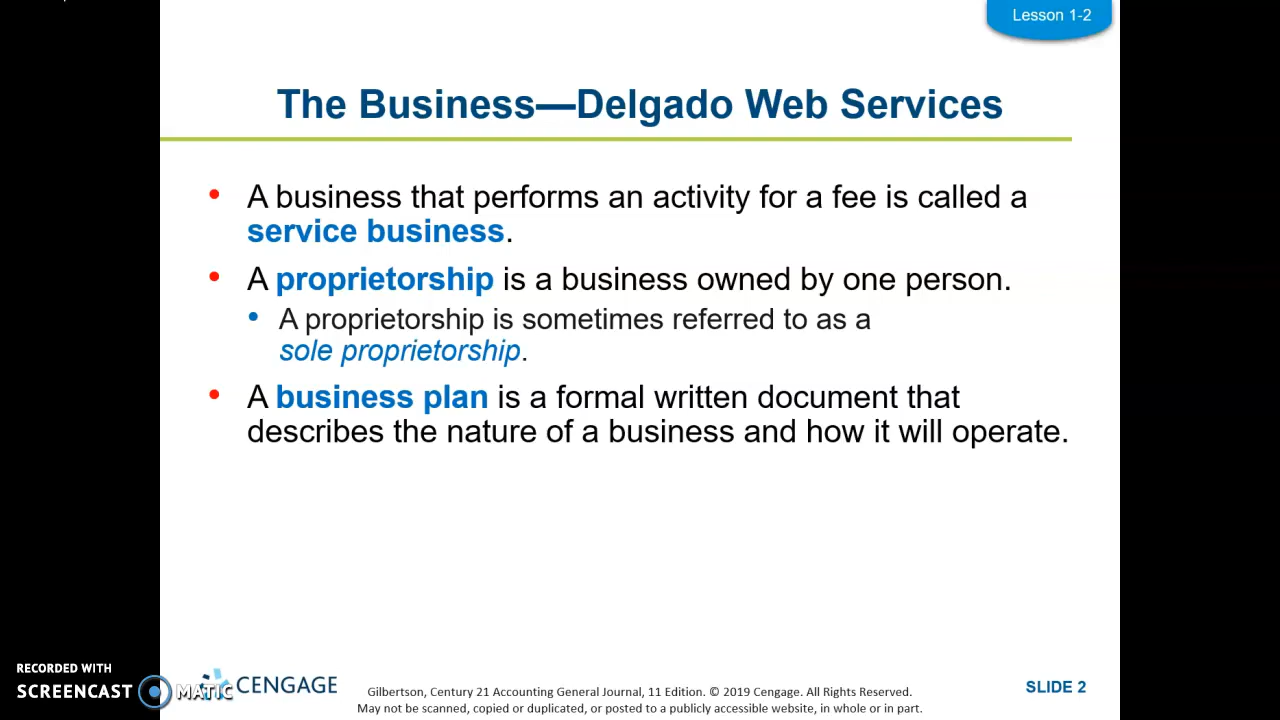 Lesson 1-2
The Business—Delgado Web Services
• A business that performs an activity for a fee is called a
service business.
• A proprietorship is a business owned by one person.
• A proprietorship is sometimes referred to as a
sole proprietorship.
• A business plan is a formal written document that
describes the nature of a business and how it will operate.
RECORDED WITH
SCREENCAST MATIC
CENGAGE
Gilbertson, Century 21 Accounting General Journal, 11 Edition. © 2019 Cengage. All Rights Reserved.
May not be scanned, copied or duplicated, or posted to a publicly accessible website, in whole or in part.
SLIDE 2